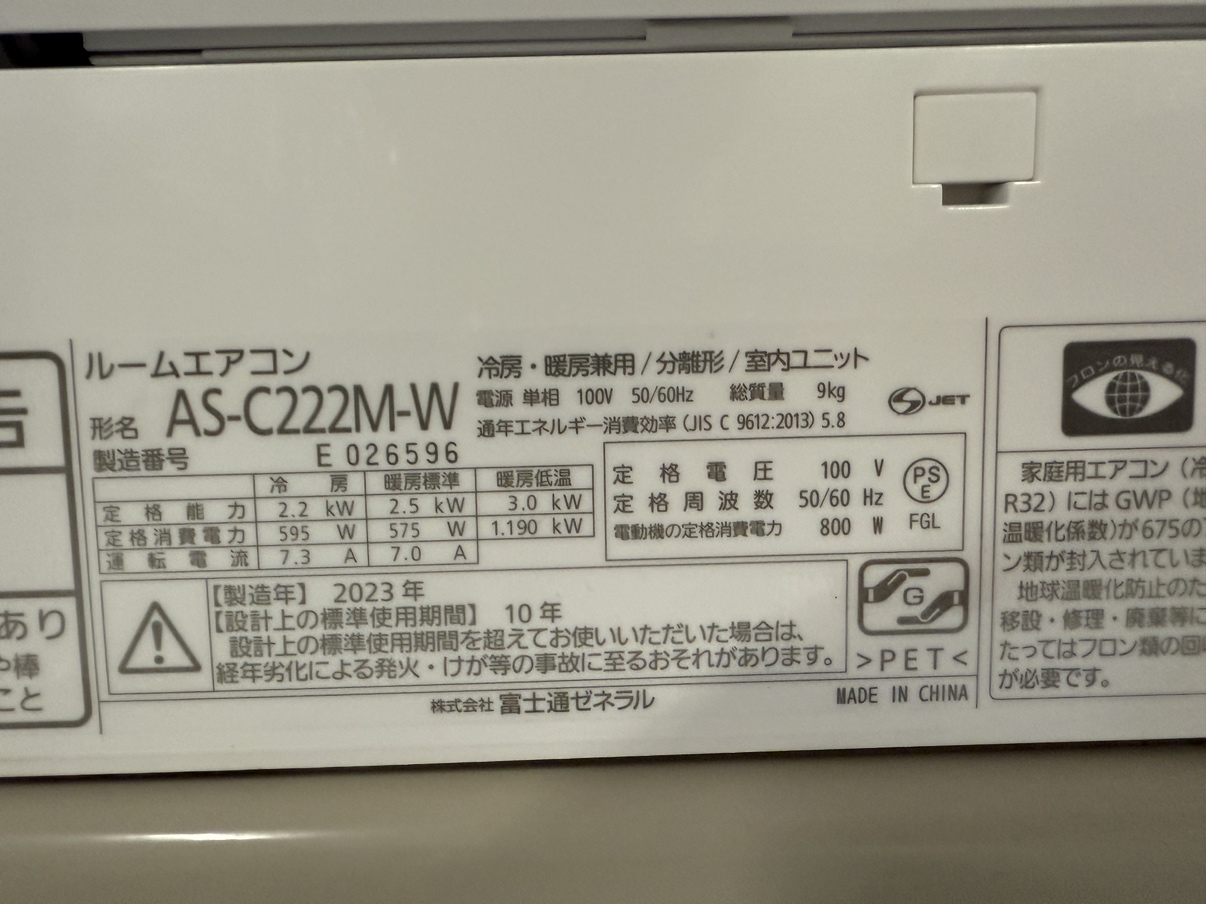 告
あり
や棒
こと
ルームエアコン
形名 AS-C222M-W
製造番号 E 026596
冷房・暖房兼用/分離形/室内ユニット
電源 単相 100V 50/60Hz 総質量 9kg
通年エネルギー消費効率(JIS C 9612:2013) 5.8
JET
冷房 暖房標準 暖房低温
定格能力 2.2 kW 2.5 kW 3.0 kW
定格消費電力 595 W 575 W 1.190 kW
運転電流 7.3 A 7.0 A
定格電圧 100 V
定格周波数 50/60 Hz
電動機の定格消費電力 800 W
PS
E
FGL
【製造年】 2023 年
【設計上の標準使用期間】 10 年
設計上の標準使用期間を超えてお使いいただいた場合は、
経年劣化による発火・けが等の事故に至るおそれがあります。
G
>PET<
株式会社 富士通ゼネラル
MADE IN CHINA
フロンの見える化
家庭用エアコン(冷
R32)にはGWP(地
温暖化係数)が675の
ン類が封入されていま
地球温暖化防止のた
移設・修理・廃棄等に
たってはフロン類の回
が必要です。